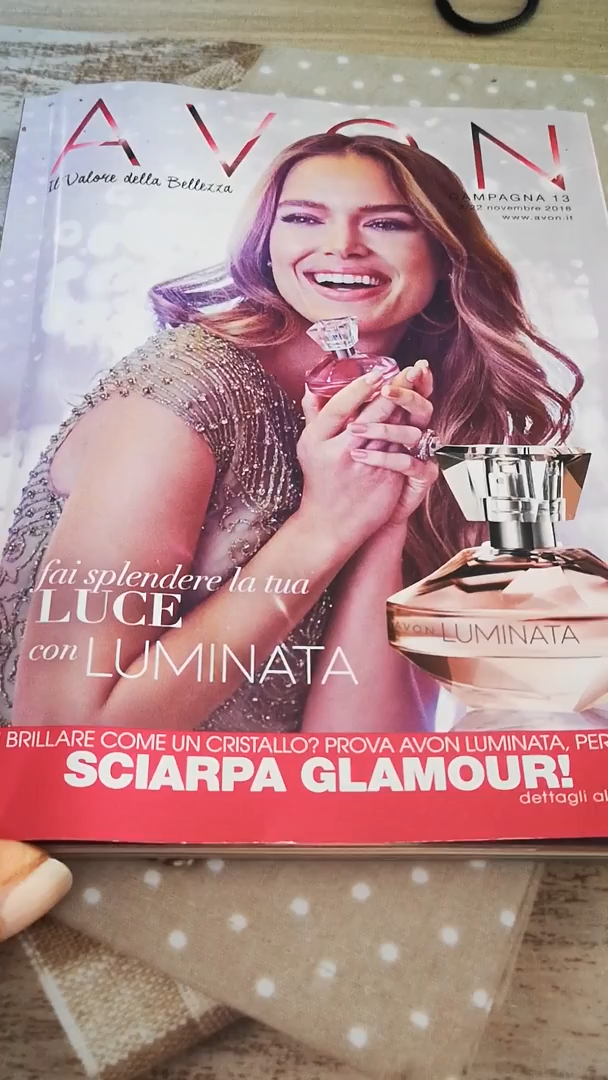 AVON
Il Valore della Bellezza
CAMPAGNA 13
22 novembre 2018
www.avon.it
fai splendere la tua
LUCE
con LUMINATA
AVON LUMINATA
BRILLARE COME UN CRISTALLO? PROVA AVON LUMINATA, PER
SCIARPA GLAMOUR!
dettagli al